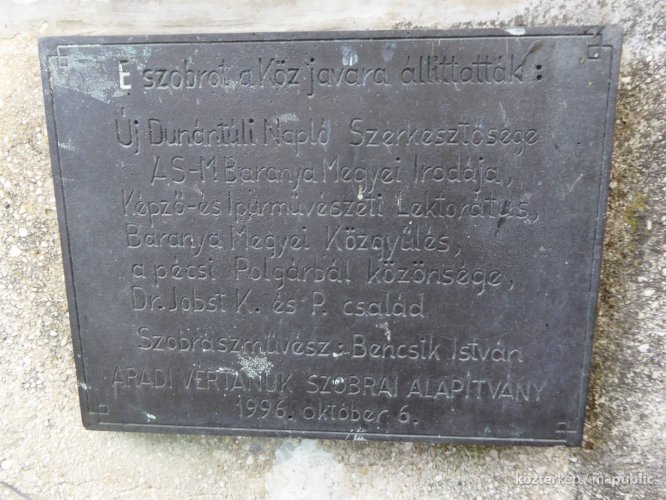 E szobrot a Köz javára állíttatták:
Új Dunántúli Napló Szerkesztősége
AS-M Baranya Megyei Irodája,
Képző-és Iparművészeti Lektorátus,
Baranya Megyei Közgyűlés,
a pécsi Polgárbál közönsége,
Dr. Jobst K. és P. család
Szobrászművész: Bencsik István
ARADI VÉRTANÚK SZOBRAI ALAPÍTVÁNY
1996. október 6.
köztérkép / mapublic